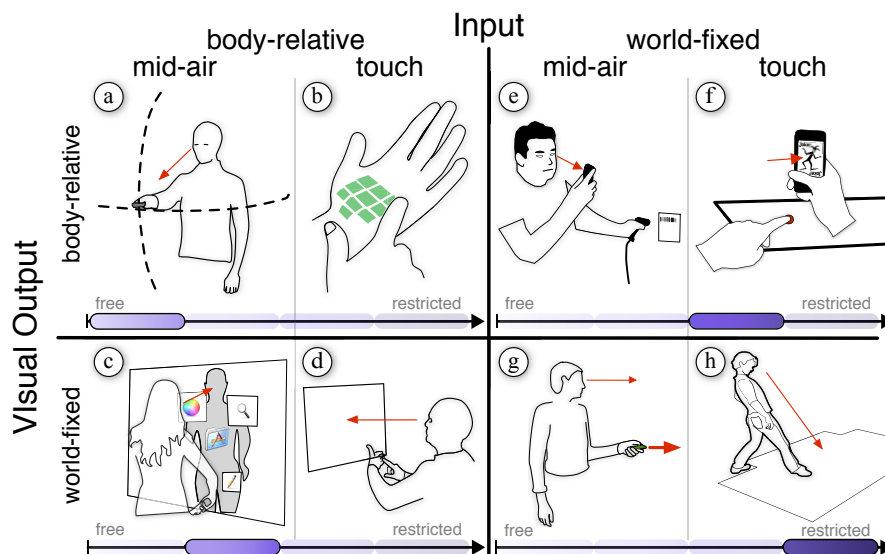 Input
body-relative world-fixed
mid-air touch mid-air touch
a b e f
VIsual Output
body-relative
free restricted free restricted
c d g h
world-fixed
free restricted free restricted